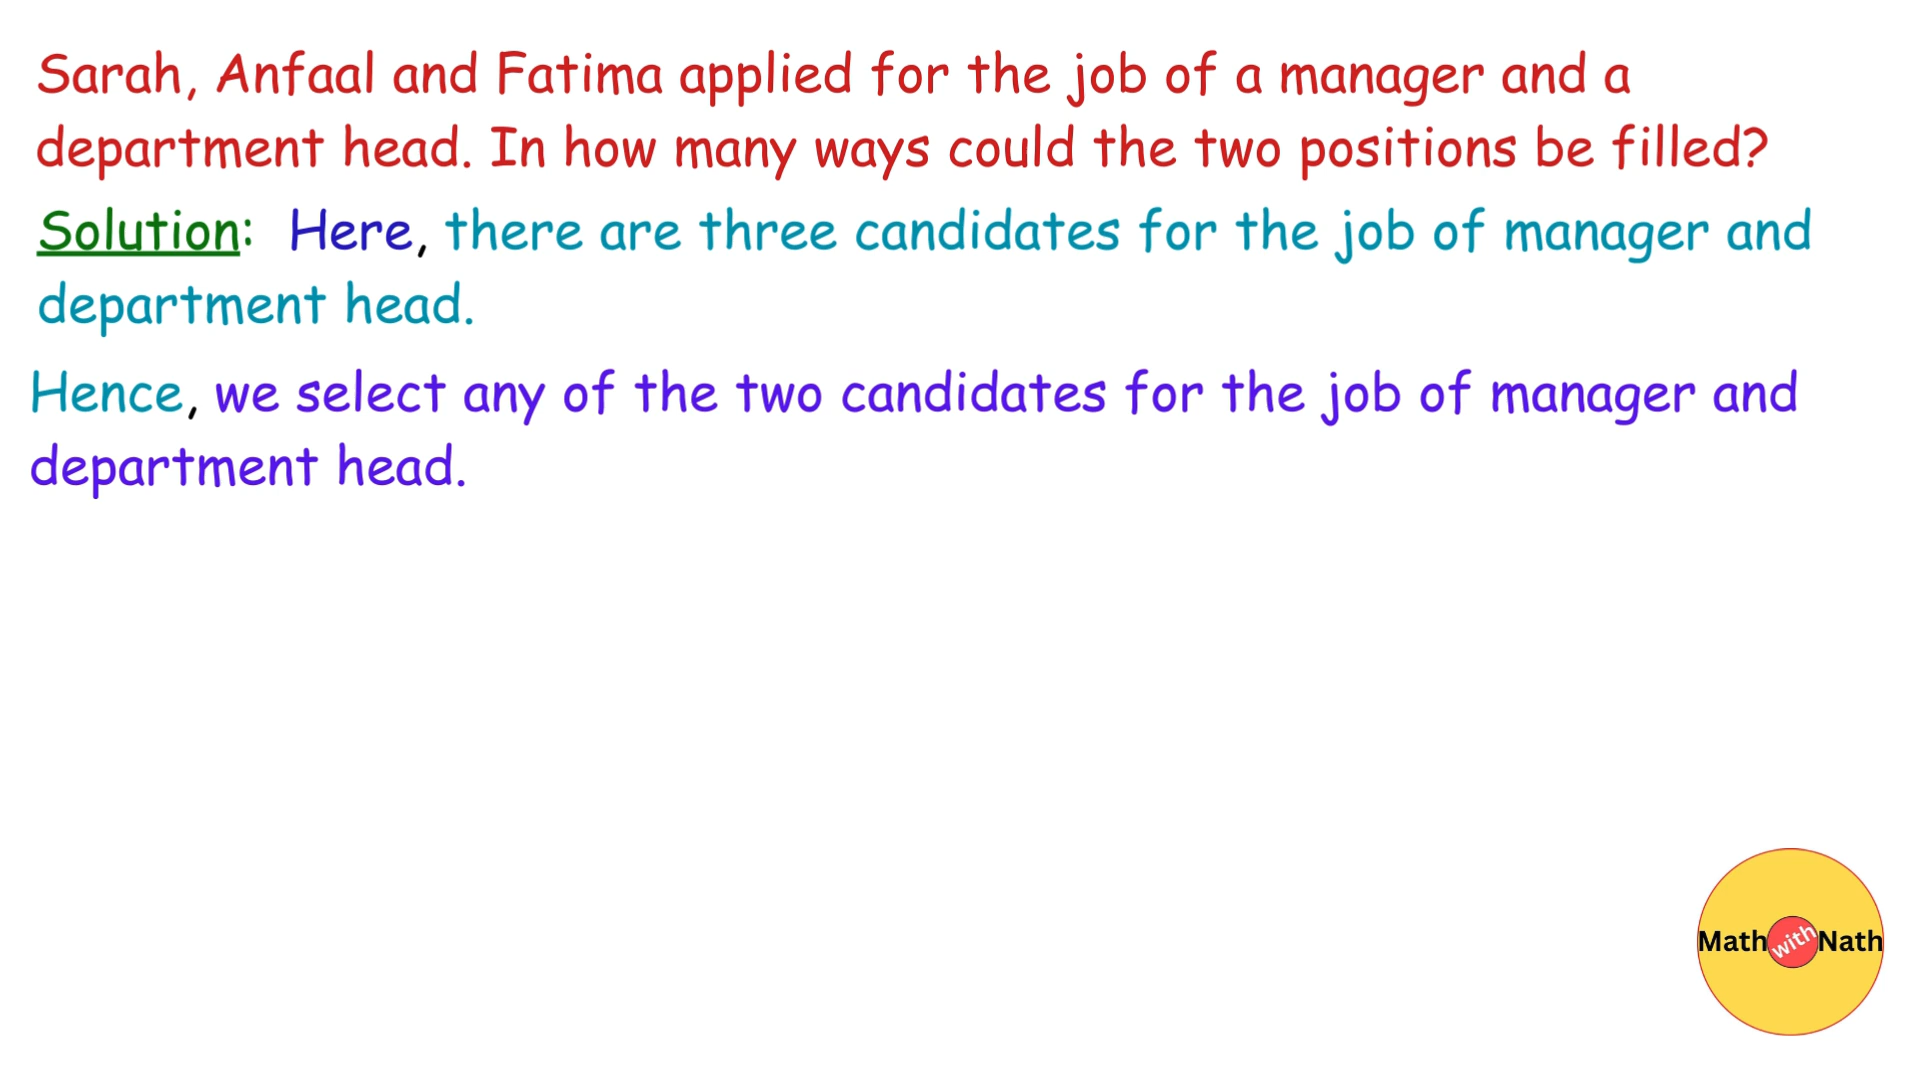 Sarah, Anfaal and Fatima applied for the job of a manager and a
department head. In how many ways could the two positions be filled?
Solution: Here, there are three candidates for the job of manager and
department head.
Hence, we select any of the two candidates for the job of manager and
department head.
Math with Nath